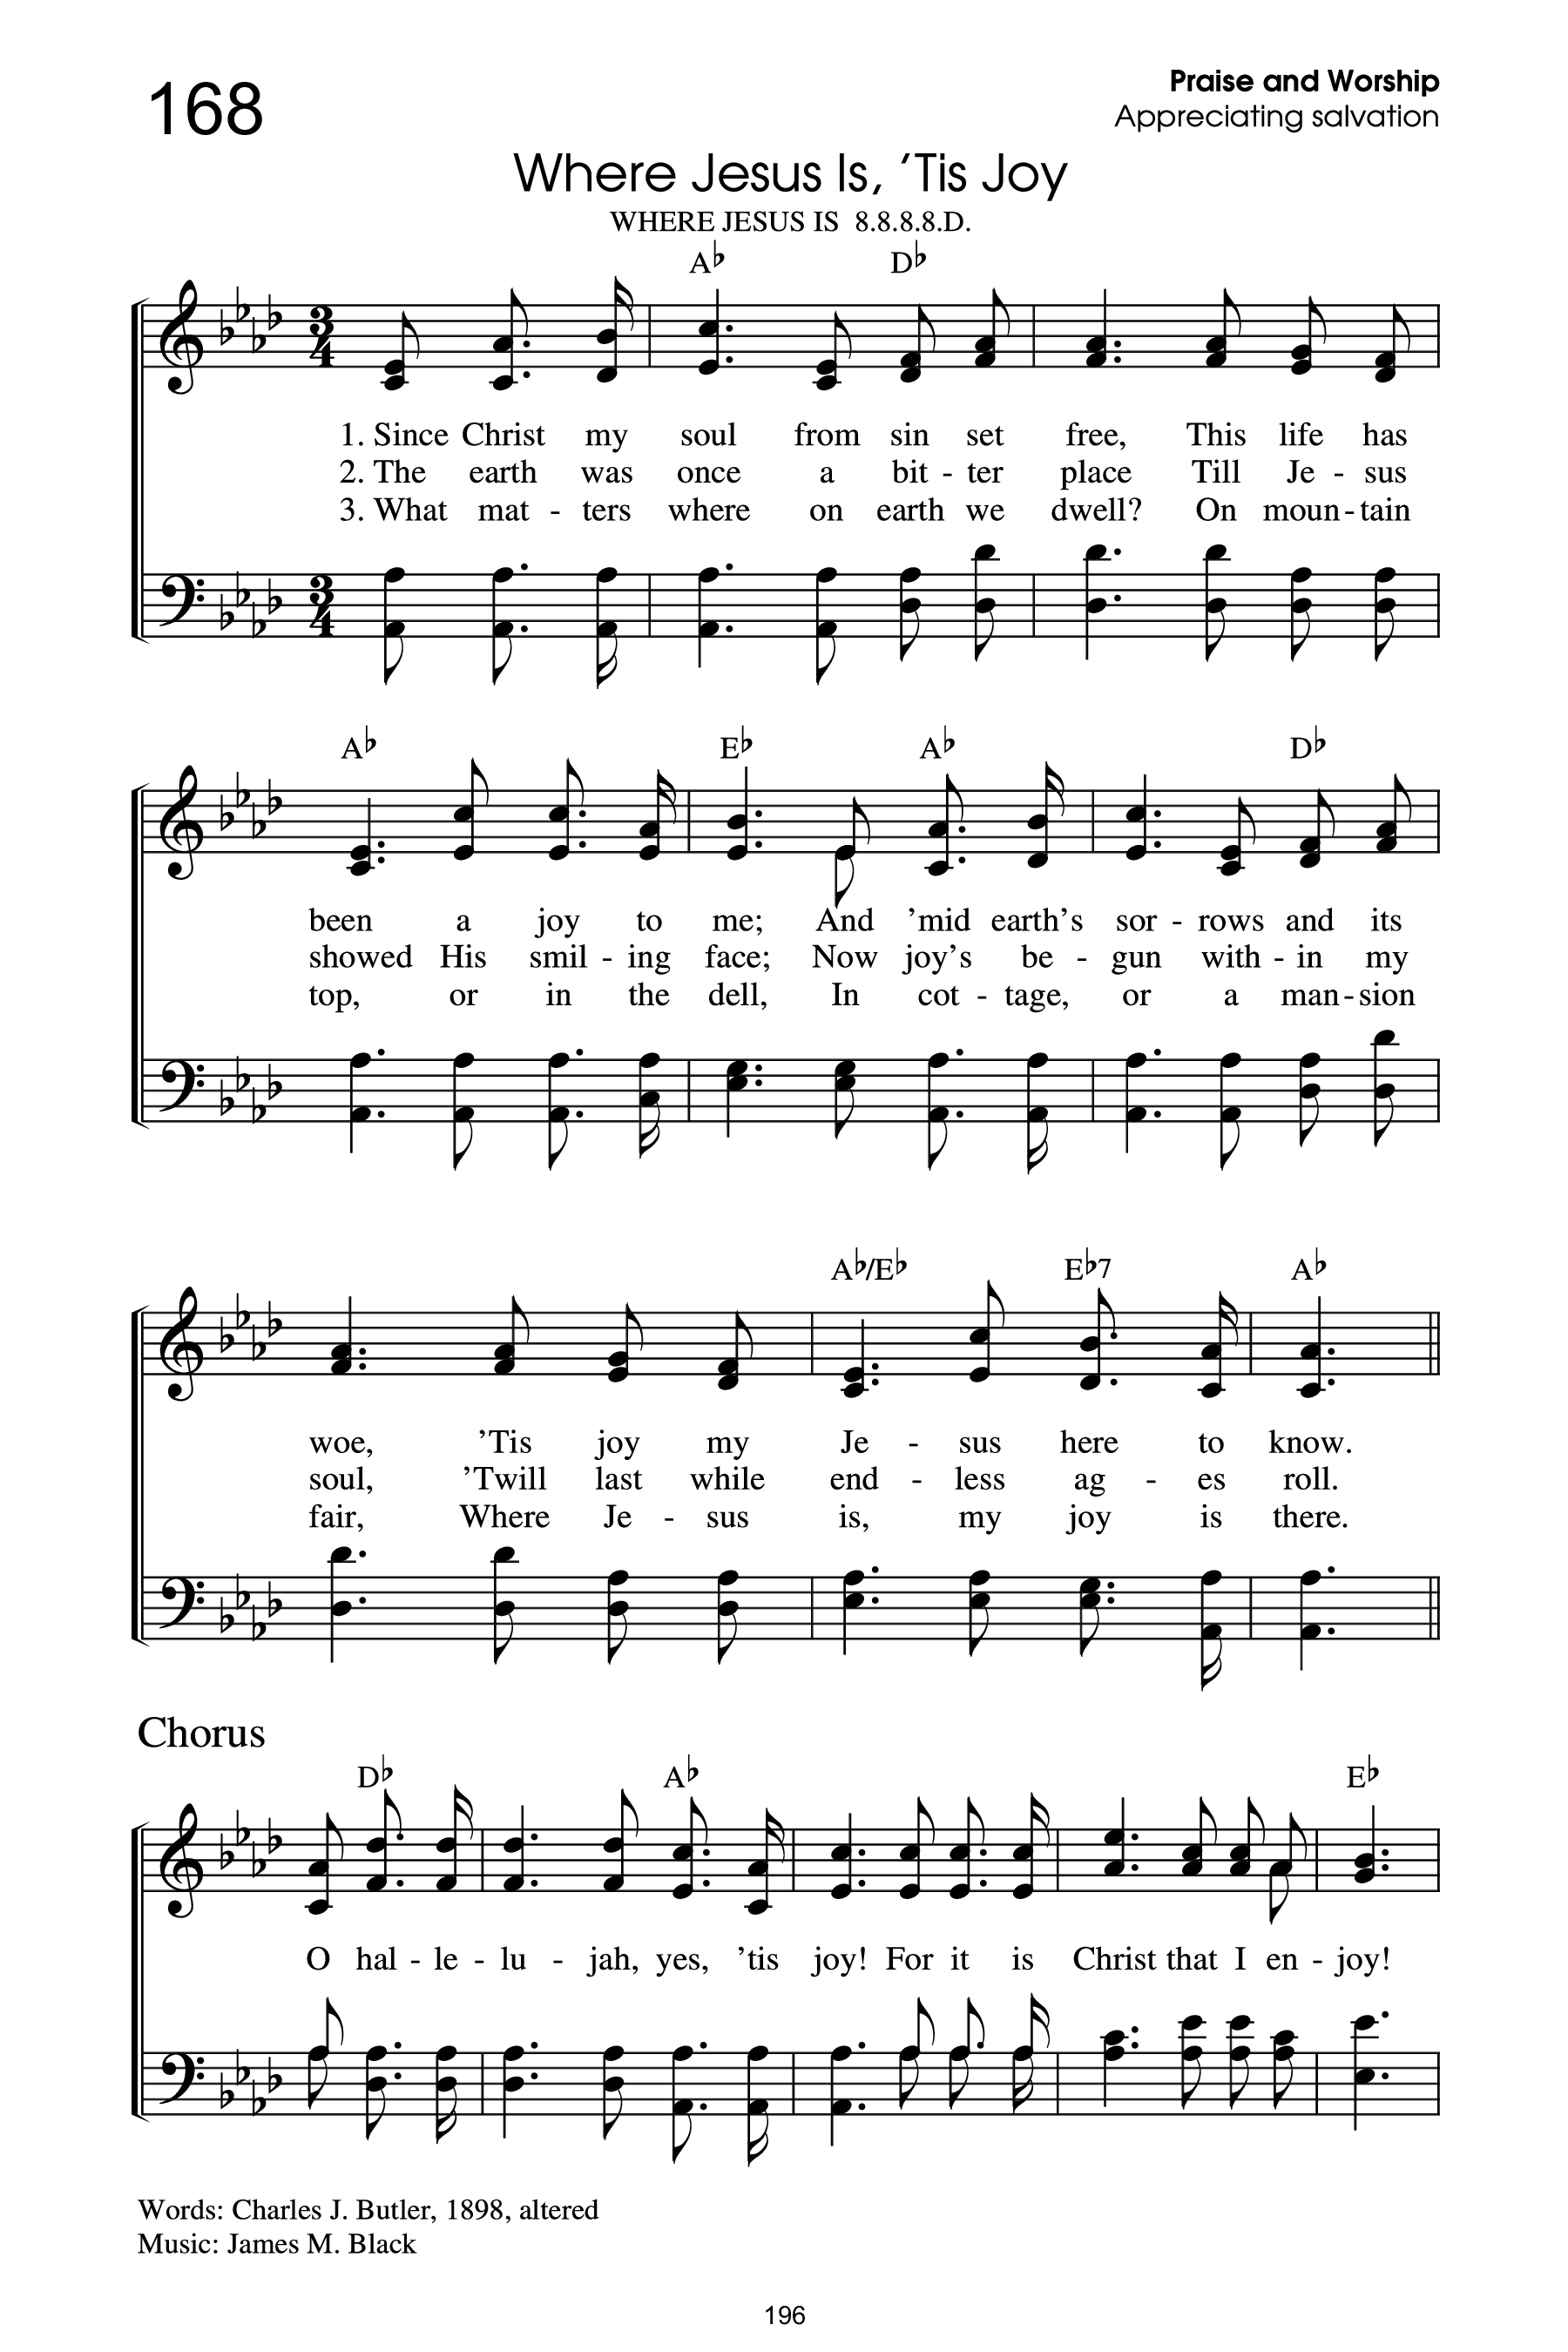 168
Praise and Worship
Appreciating salvation
Where Jesus Is, ’Tis Joy
WHERE JESUS IS  8.8.8.8.D.
A♭ D♭
3 4
1. Since Christ my soul from sin set free, This life has
2. The earth was once a bit - ter place Till Je - sus
3. What mat - ters where on earth we dwell? On moun - tain
3 4
A♭ E♭ A♭ D♭
been a joy to me; And ’mid earth’s sor - rows and its
showed His smil - ing face; Now joy’s be - gun with - in my
top, or in the dell, In cot - tage, or a man - sion
A♭/E♭ E♭7 A♭
woe, ’Tis joy my Je - sus here to know.
soul, ’Twill last while end - less ag - es roll.
fair, Where Je - sus is, my joy is there.
Chorus
D♭ A♭ E♭
O hal - le - lu - jah, yes, ’tis joy! For it is Christ that I en - joy!
Words: Charles J. Butler, 1898, altered
Music: James M. Black
196